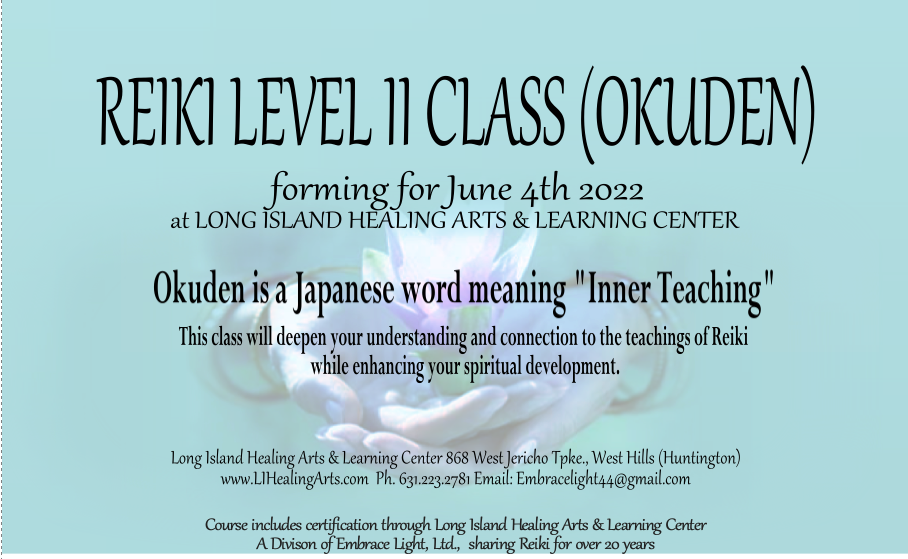 REIKI LEVEL II CLASS (OKUDEN)
forming for June 4th 2022
at LONG ISLAND HEALING ARTS & LEARNING CENTER
Okuden is a Japanese word meaning "Inner Teaching"
This class will deepen your understanding and connection to the teachings of Reiki
while enhancing your spiritual development.
Long Island Healing Arts & Learning Center 868 West Jericho Tpke., West Hills (Huntington)
www.LIHealingArts.com Ph. 631.223.2781 Email: Embracelight44@gmail.com
Course includes certification through Long Island Healing Arts & Learning Center
A Divison of Embrace Light, Ltd., sharing Reiki for over 20 years